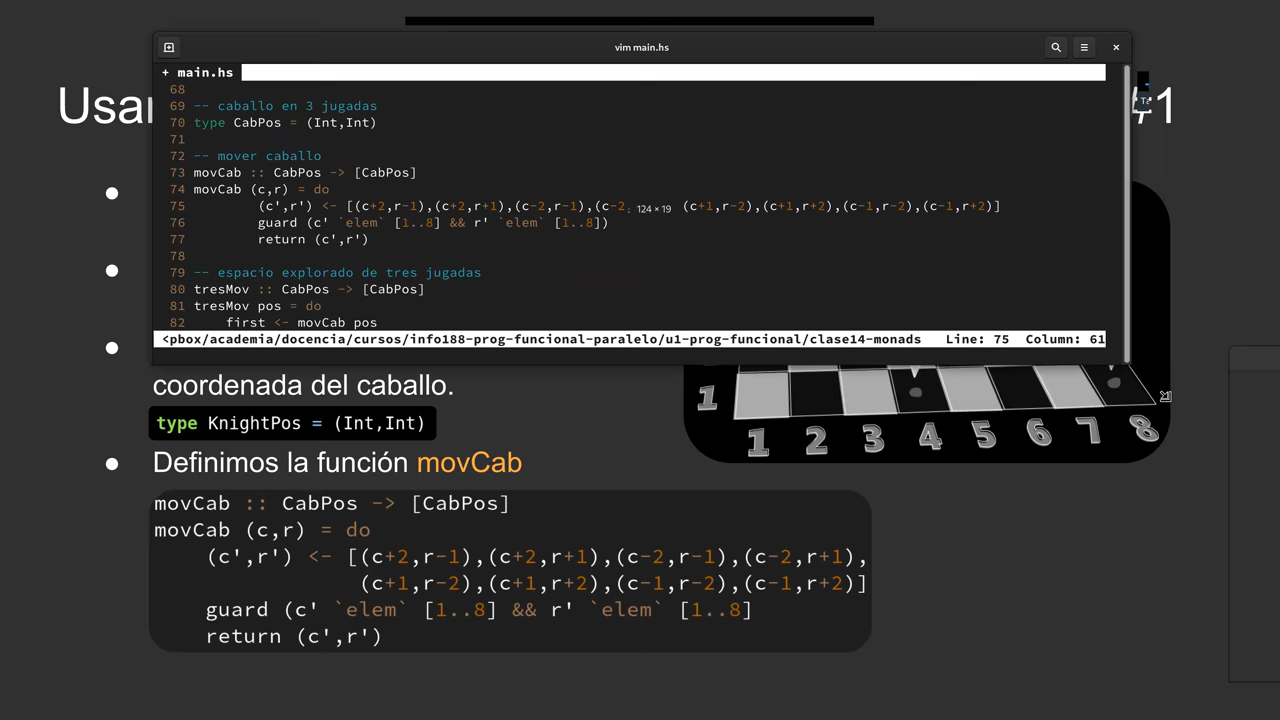 vim main.hs
+ main.hs
Usa
#1
68
69 -- caballo en 3 jugadas
70 type CabPos = (Int,Int)
71
72 -- mover caballo
73 movCab :: CabPos -> [CabPos]
74 movCab (c,r) = do
75 (c',r') <- [(c+2,r-1),(c+2,r+1),(c-2,r-1),(c-2, 124×19 (c+1,r-2),(c+1,r+2),(c-1,r-2),(c-1,r+2)]
76 guard (c' `elem` [1..8] && r' `elem` [1..8])
77 return (c',r')
78
79 -- espacio explorado de tres jugadas
80 tresMov :: CabPos -> [CabPos]
81 tresMov pos = do
82 first <- movCab pos
<pbox/academia/docencia/cursos/info188-prog-funcional-paralelo/u1-prog-funcional/clase14-monads Line: 75 Column: 61
coordenada del caballo.
type KnightPos = (Int,Int)
1
1 2 3 4 5 6 7 8
Definimos la función movCab
movCab :: CabPos -> [CabPos]
movCab (c,r) = do
(c',r') <- [(c+2,r-1),(c+2,r+1),(c-2,r-1),(c-2,r+1),
(c+1,r-2),(c+1,r+2),(c-1,r-2),(c-1,r+2)]
guard (c' `elem` [1..8] && r' `elem` [1..8]
return (c',r')